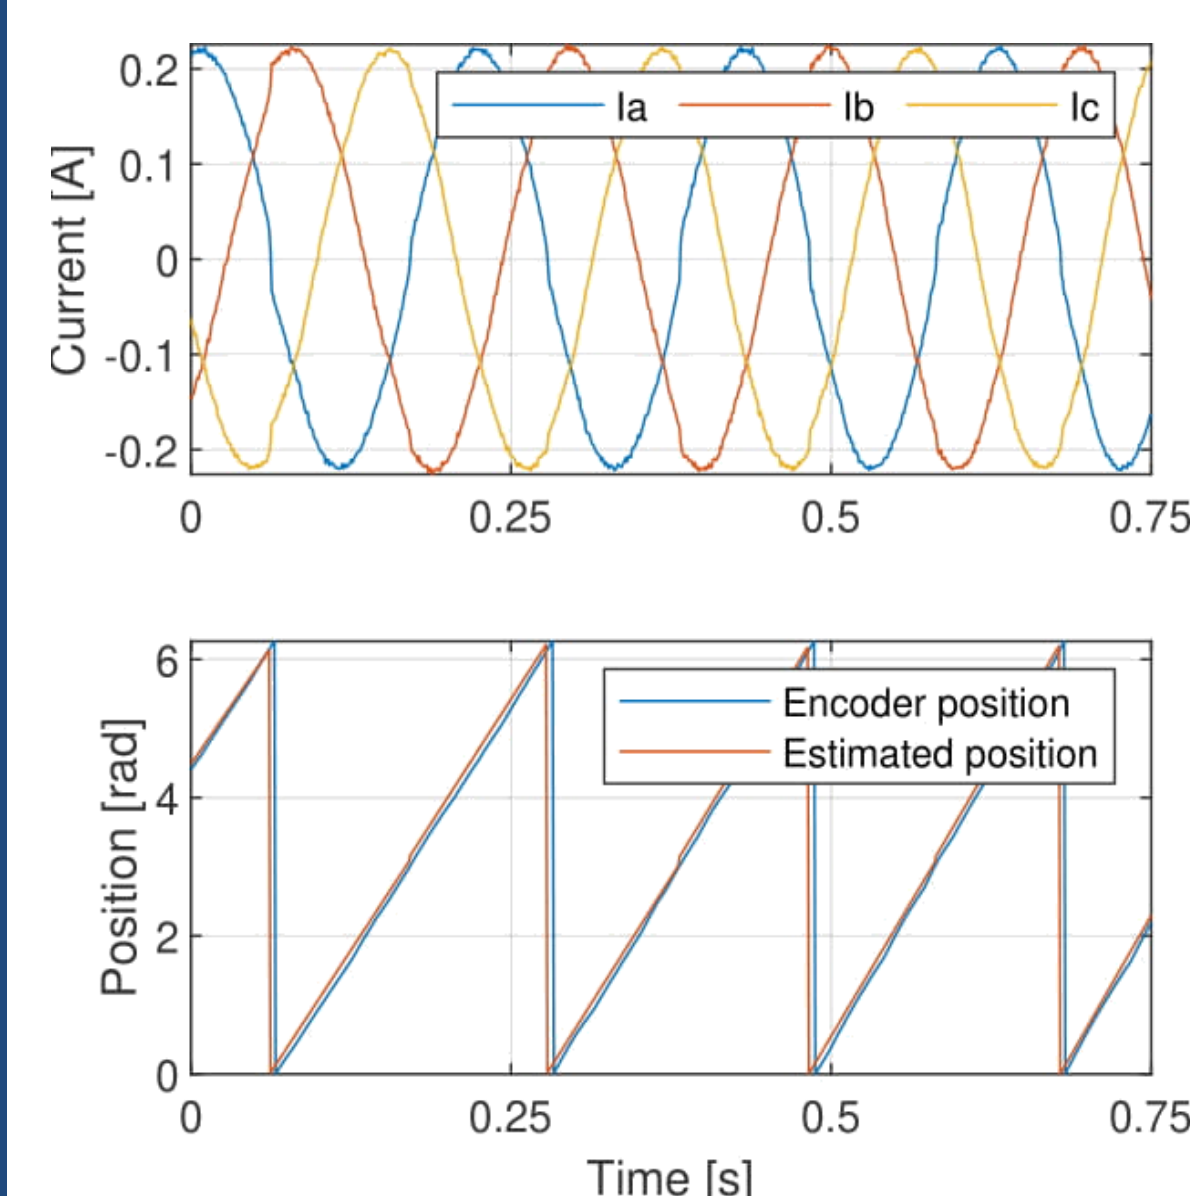 Current [A]
0.2
0.1
0
-0.1
-0.2
Ia Ib Ic
0 0.25 0.5 0.75
Position [rad]
6
4
2
0
Encoder position
Estimated position
0 0.25 0.5 0.75
Time [s]